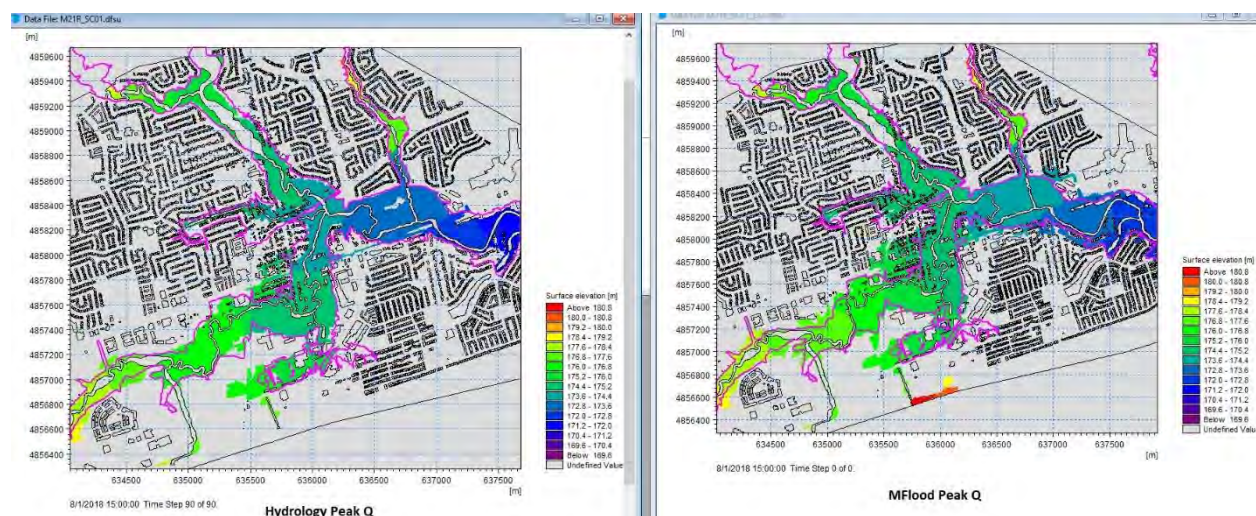 Data File: M21R_SC01.dfsu
[m]
4859600
4859400
4859200
4859000
4858800
4858600
4858400
4858200
4858000
4857800
4857600
4857400
4857200
4857000
4856800
4856600
4856400
634500
635000
635500
636000
636500
637000
637500
[m]
Surface elevation [m]
Above 180.8
180.0 - 180.8
179.2 - 180.0
178.4 - 179.2
177.6 - 178.4
176.8 - 177.6
176.0 - 176.8
175.2 - 176.0
174.4 - 175.2
173.6 - 174.4
172.8 - 173.6
172.0 - 172.8
171.2 - 172.0
170.4 - 171.2
169.6 - 170.4
Below 169.6
Undefined Value
8/1/2018 15:00:00 Time Step 90 of 90.
Hydrology Peak Q
[m]
4859600
4859400
4859200
4859000
4858800
4858600
4858400
4858200
4858000
4857800
4857600
4857400
4857200
4857000
4856800
4856600
4856400
634500
635000
635500
636000
636500
637000
637500
[m]
Surface elevation [m]
Above 180.8
180.0 - 180.8
179.2 - 180.0
178.4 - 179.2
177.6 - 178.4
176.8 - 177.6
176.0 - 176.8
175.2 - 176.0
174.4 - 175.2
173.6 - 174.4
172.8 - 173.6
172.0 - 172.8
171.2 - 172.0
170.4 - 171.2
169.6 - 170.4
Below 169.6
Undefined Value
8/1/2018 15:00:00 Time Step 0 of 0.
MFlood Peak Q